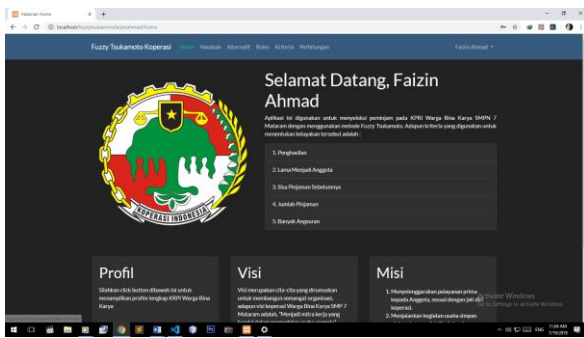 Halaman Home
Fuzzy Tsukamoto Koperasi Home Nasabah Alternatif Rules Kriteria Perhitungan Faizin Ahmad
Selamat Datang, Faizin
Ahmad
Aplikasi ini digunakan untuk menyeleksi peminjam pada KPRI Warga Bina Karya SMPN 7
Mataram dengan menggunakan metode Fuzzy Tsukamoto. Adapun kriteria yang digunakan untuk
menentukan kelayakan tersebut adalah :
1. Penghasilan
2. Lama Menjadi Anggota
3. Sisa Pinjaman Sebelumnya
4. Jumlah Pinjaman
5. Banyak Angsuran
KOPERASI INDONESIA
Profil
Silahkan click button dibawah ini untuk
menampilkan profile lengkap KRPI Warga Bina
Karya
Visi
Visi merupakan cita-cita yang dirumuskan
untuk membangun semangat organisasi,
adapun visi koperasi Warga Bina Karya SMP 7
Mataram adalah, "Menjadi mitra kerja yang
Misi
1. Menyelenggarakan pelayanan prima
kepada Anggota, sesuai dengan jati diri
koperasi.
2. Menjalankan kegiatan usaha simpan
Activate Windows
Go to Settings to activate Windows.
ENG
11:04 AM
7/19/2019